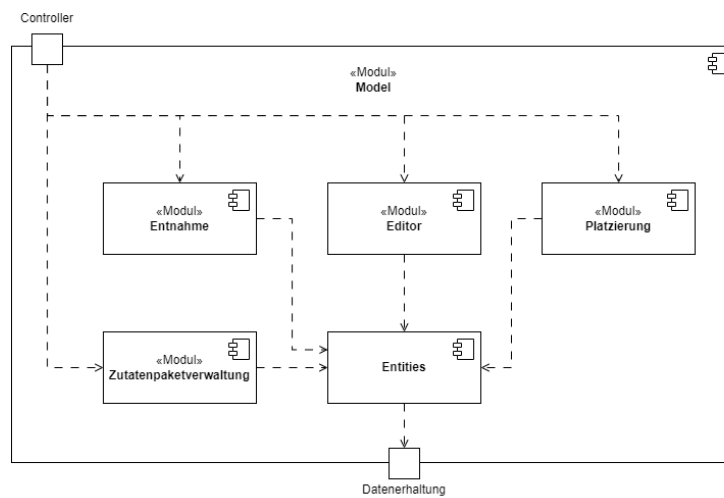 Controller
«Modul»
Model
«Modul»
Entnahme
«Modul»
Editor
«Modul»
Platzierung
«Modul»
Zutatenpaketverwaltung
Entities
Datenerhaltung